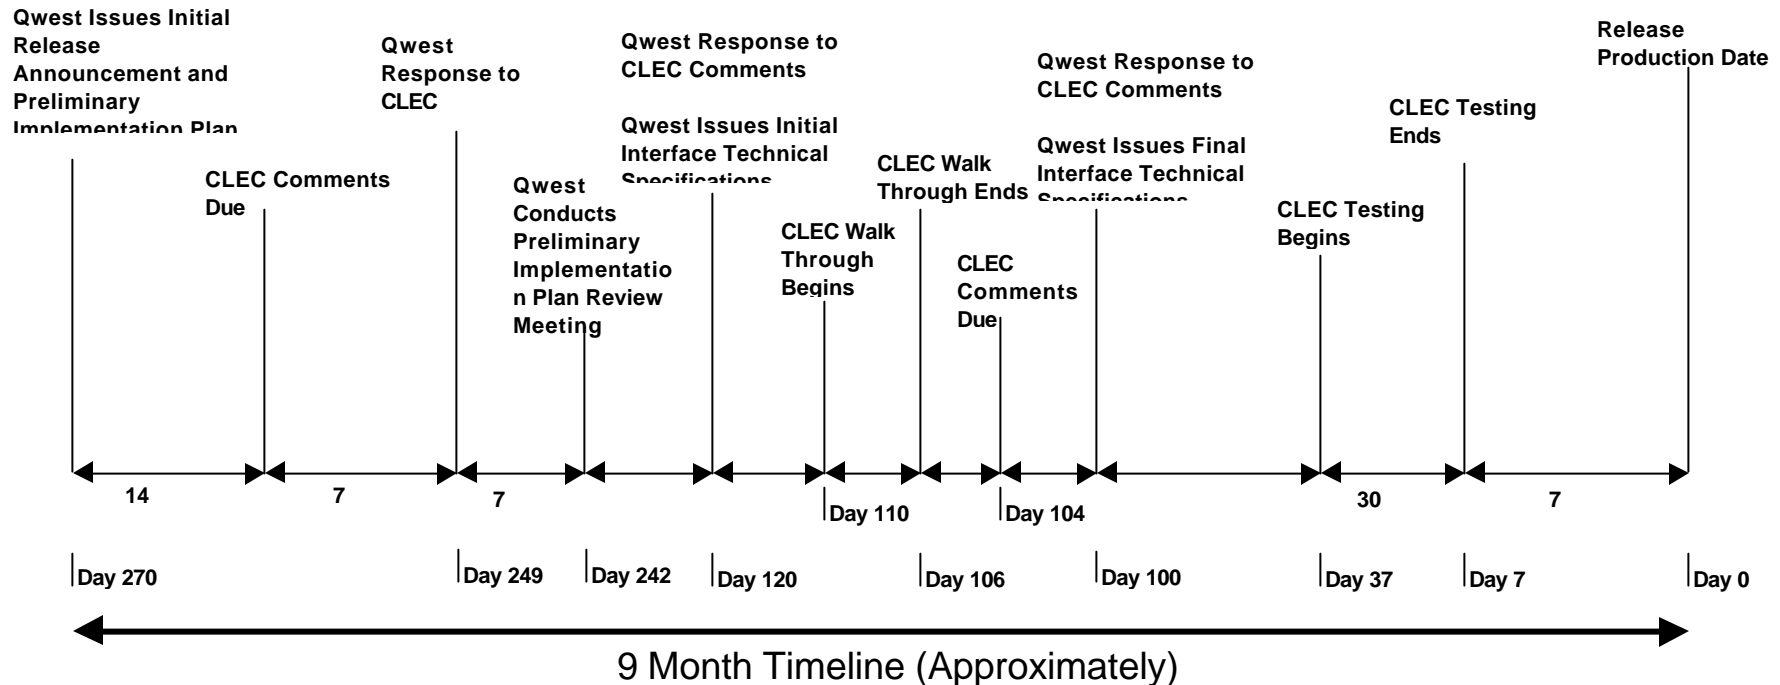 Qwest Issues Initial
Release
Announcement and
Preliminary
Implementation Plan
CLEC Comments
Due
Qwest
Response to
CLEC
Qwest
Conducts
Preliminary
Implementatio
n Plan Review
Meeting
Qwest Response to
CLEC Comments
Qwest Issues Initial
Interface Technical
Specifications
CLEC Walk
Through
Begins
CLEC Walk
Through Ends
CLEC
Comments
Due
Qwest Response to
CLEC Comments
Qwest Issues Final
Interface Technical
Specifications
CLEC Testing
Begins
CLEC Testing
Ends
Release
Production Date
14
7
7
30
7
Day 110
Day 104
Day 270
Day 249
Day 242
Day 120
Day 106
Day 100
Day 37
Day 7
Day 0
9 Month Timeline (Approximately)